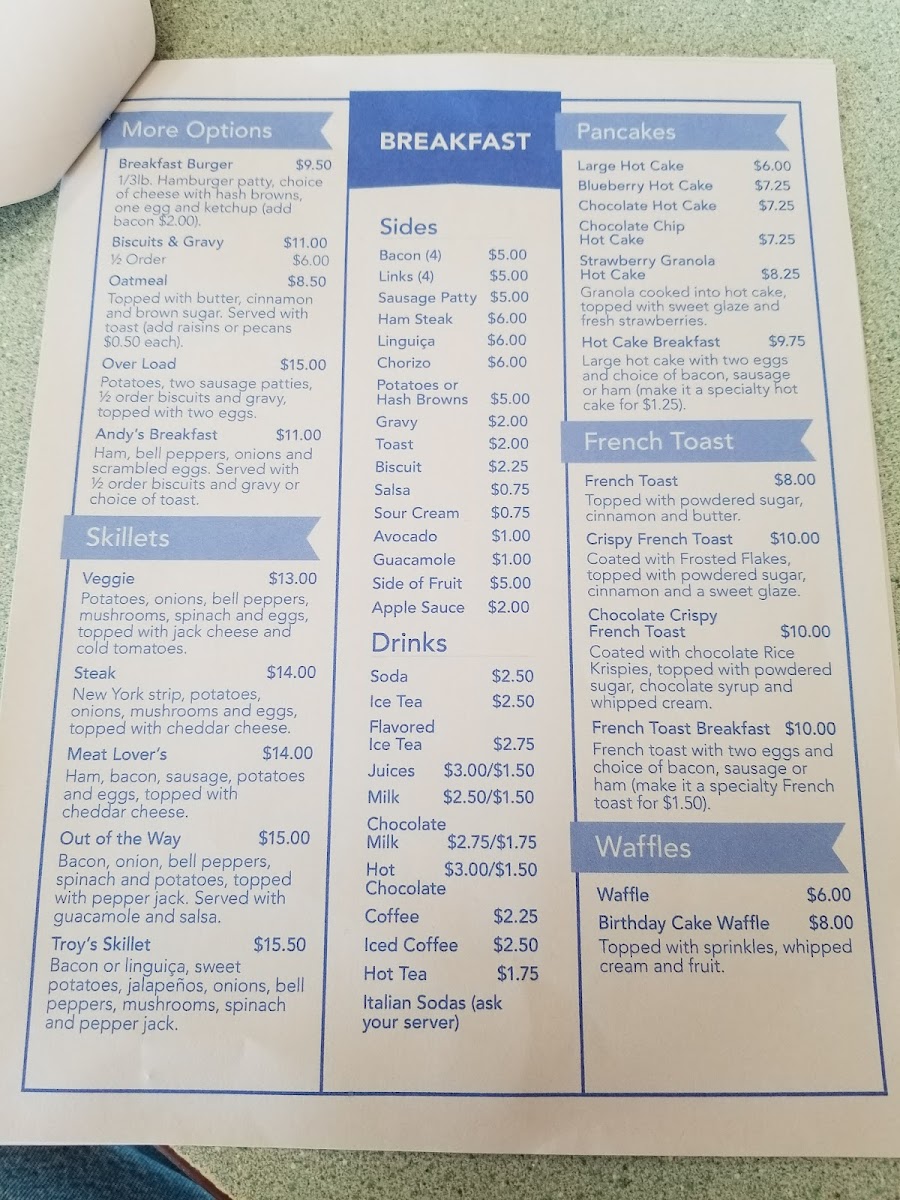 More Options
Breakfast Burger $9.50
1/3lb. Hamburger patty, choice
of cheese with hash browns,
one egg and ketchup (add
bacon $2.00).
Biscuits & Gravy $11.00
½ Order $6.00
Oatmeal $8.50
Topped with butter, cinnamon
and brown sugar. Served with
toast (add raisins or pecans
$0.50 each).
Over Load $15.00
Potatoes, two sausage patties,
½ order biscuits and gravy,
topped with two eggs.
Andy's Breakfast $11.00
Ham, bell peppers, onions and
scrambled eggs. Served with
½ order biscuits and gravy or
choice of toast.
Skillets
Veggie $13.00
Potatoes, onions, bell peppers,
mushrooms, spinach and eggs,
topped with jack cheese and
cold tomatoes.
Steak $14.00
New York strip, potatoes,
onions, mushrooms and eggs,
topped with cheddar cheese.
Meat Lover's $14.00
Ham, bacon, sausage, potatoes
and eggs, topped with
cheddar cheese.
Out of the Way $15.00
Bacon, onion, bell peppers,
spinach and potatoes, topped
with pepper jack. Served with
guacamole and salsa.
Troy's Skillet $15.50
Bacon or linguiça, sweet
potatoes, jalapeños, onions, bell
peppers, mushrooms, spinach
and pepper jack.
BREAKFAST
Sides
Bacon (4) $5.00
Links (4) $5.00
Sausage Patty $5.00
Ham Steak $6.00
Linguiça $6.00
Chorizo $6.00
Potatoes or
Hash Browns $5.00
Gravy $2.00
Toast $2.00
Biscuit $2.25
Salsa $0.75
Sour Cream $0.75
Avocado $1.00
Guacamole $1.00
Side of Fruit $5.00
Apple Sauce $2.00
Drinks
Soda $2.50
Ice Tea $2.50
Flavored
Ice Tea $2.75
Juices $3.00/$1.50
Milk $2.50/$1.50
Chocolate
Milk $2.75/$1.75
Hot $3.00/$1.50
Chocolate
Coffee $2.25
Iced Coffee $2.50
Hot Tea $1.75
Italian Sodas (ask
your server)
Pancakes
Large Hot Cake $6.00
Blueberry Hot Cake $7.25
Chocolate Hot Cake $7.25
Chocolate Chip
Hot Cake $7.25
Strawberry Granola
Hot Cake $8.25
Granola cooked into hot cake,
topped with sweet glaze and
fresh strawberries.
Hot Cake Breakfast $9.75
Large hot cake with two eggs
and choice of bacon, sausage
or ham (make it a specialty hot
cake for $1.25).
French Toast
French Toast $8.00
Topped with powdered sugar,
cinnamon and butter.
Crispy French Toast $10.00
Coated with Frosted Flakes,
topped with powdered sugar,
cinnamon and a sweet glaze.
Chocolate Crispy
French Toast $10.00
Coated with chocolate Rice
Krispies, topped with powdered
sugar, chocolate syrup and
whipped cream.
French Toast Breakfast $10.00
French toast with two eggs and
choice of bacon, sausage or
ham (make it a specialty French
toast for $1.50).
Waffles
Waffle $6.00
Birthday Cake Waffle $8.00
Topped with sprinkles, whipped
cream and fruit.